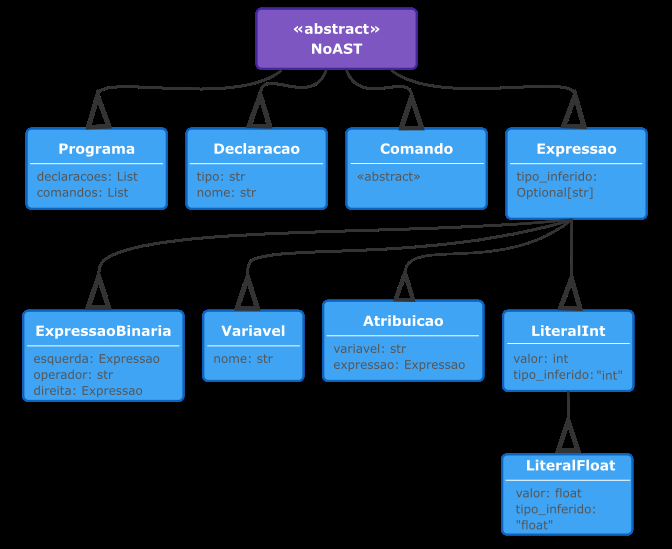 «abstract»
NoAST
Programa
declaracoes: List
comandos: List
Declaracao
tipo: str
nome: str
Comando
«abstract»
Expressao
tipo_inferido:
Optional[str]
ExpressaoBinaria
esquerda: Expressao
operador: str
direita: Expressao
Variavel
nome: str
Atribuicao
variavel: str
expressao: Expressao
LiteralInt
valor: int
tipo_inferido: "int"
LiteralFloat
valor: float
tipo_inferido:
"float"